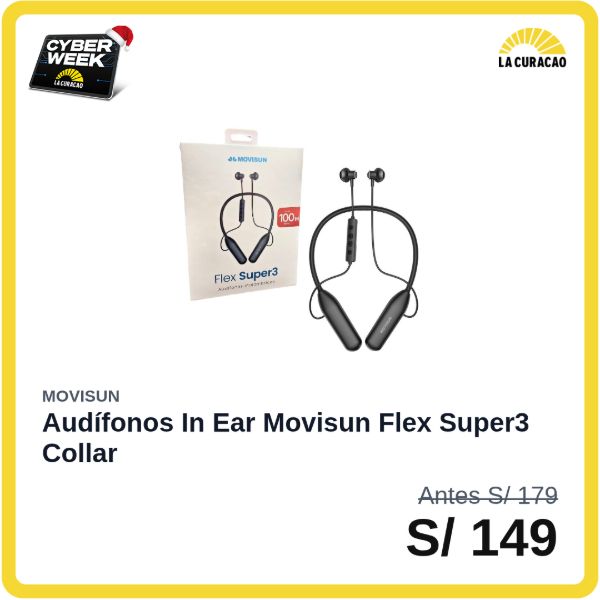 CYBER
WEEK
LA CURACAO
LA CURACAO
MOVISUN
100H
Flex Super3
MOVISUN
Audífonos In Ear Movisun Flex Super3
Collar
Antes S/ 179
S/ 149